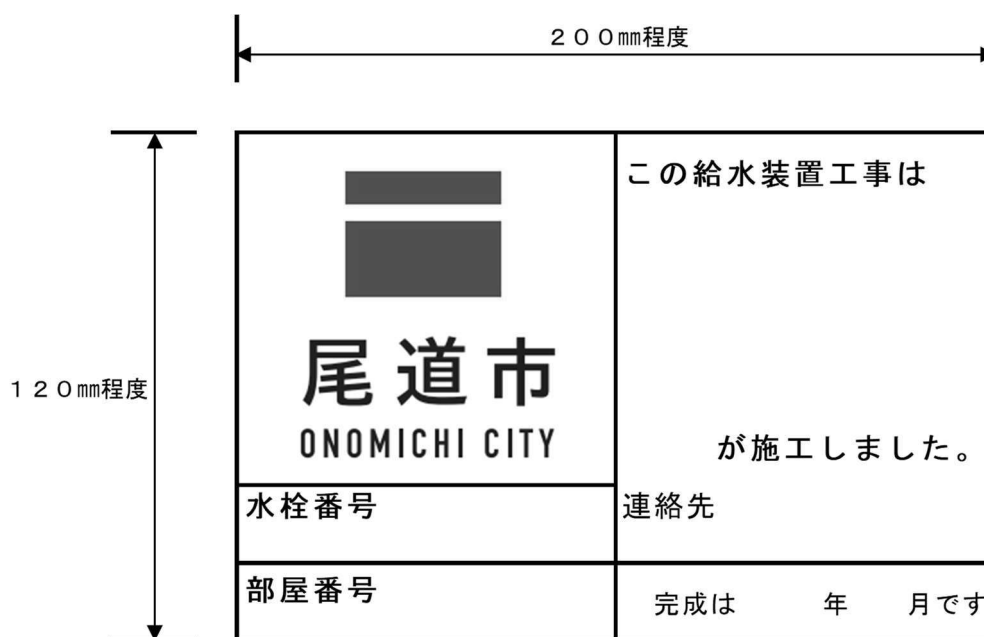 ２００㎜程度
１２０㎜程度
尾道市
ONOMICHI CITY
水栓番号
部屋番号
この給水装置工事は
が施工しました。
連絡先
完成は　　年　　月です